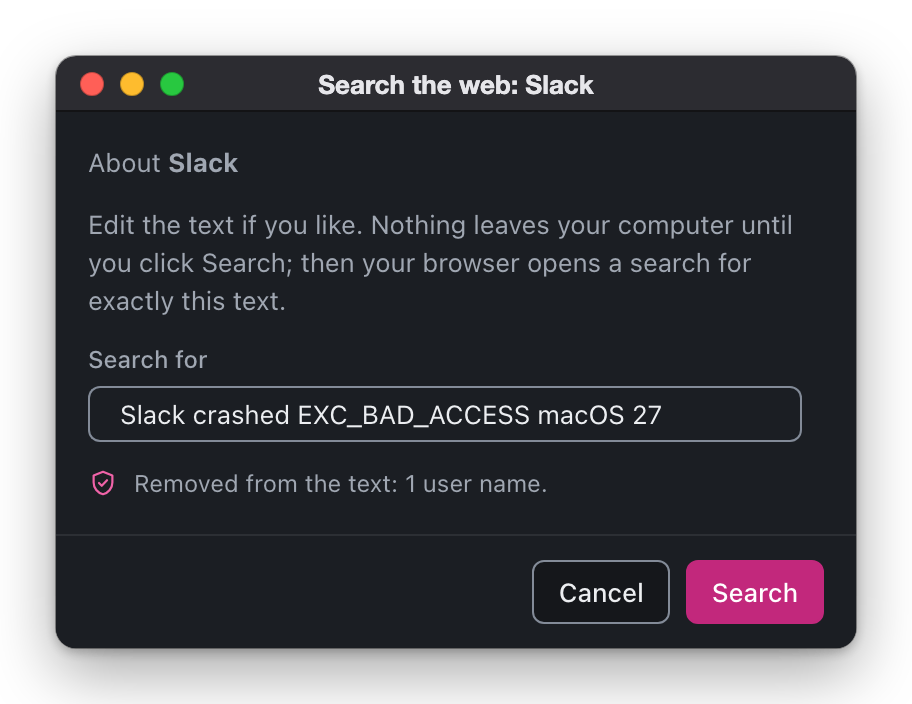 Search the web: Slack
About Slack
Edit the text if you like. Nothing leaves your computer until
you click Search; then your browser opens a search for
exactly this text.
Search for
Slack crashed EXC_BAD_ACCESS macOS 27
Removed from the text: 1 user name.
Cancel
Search